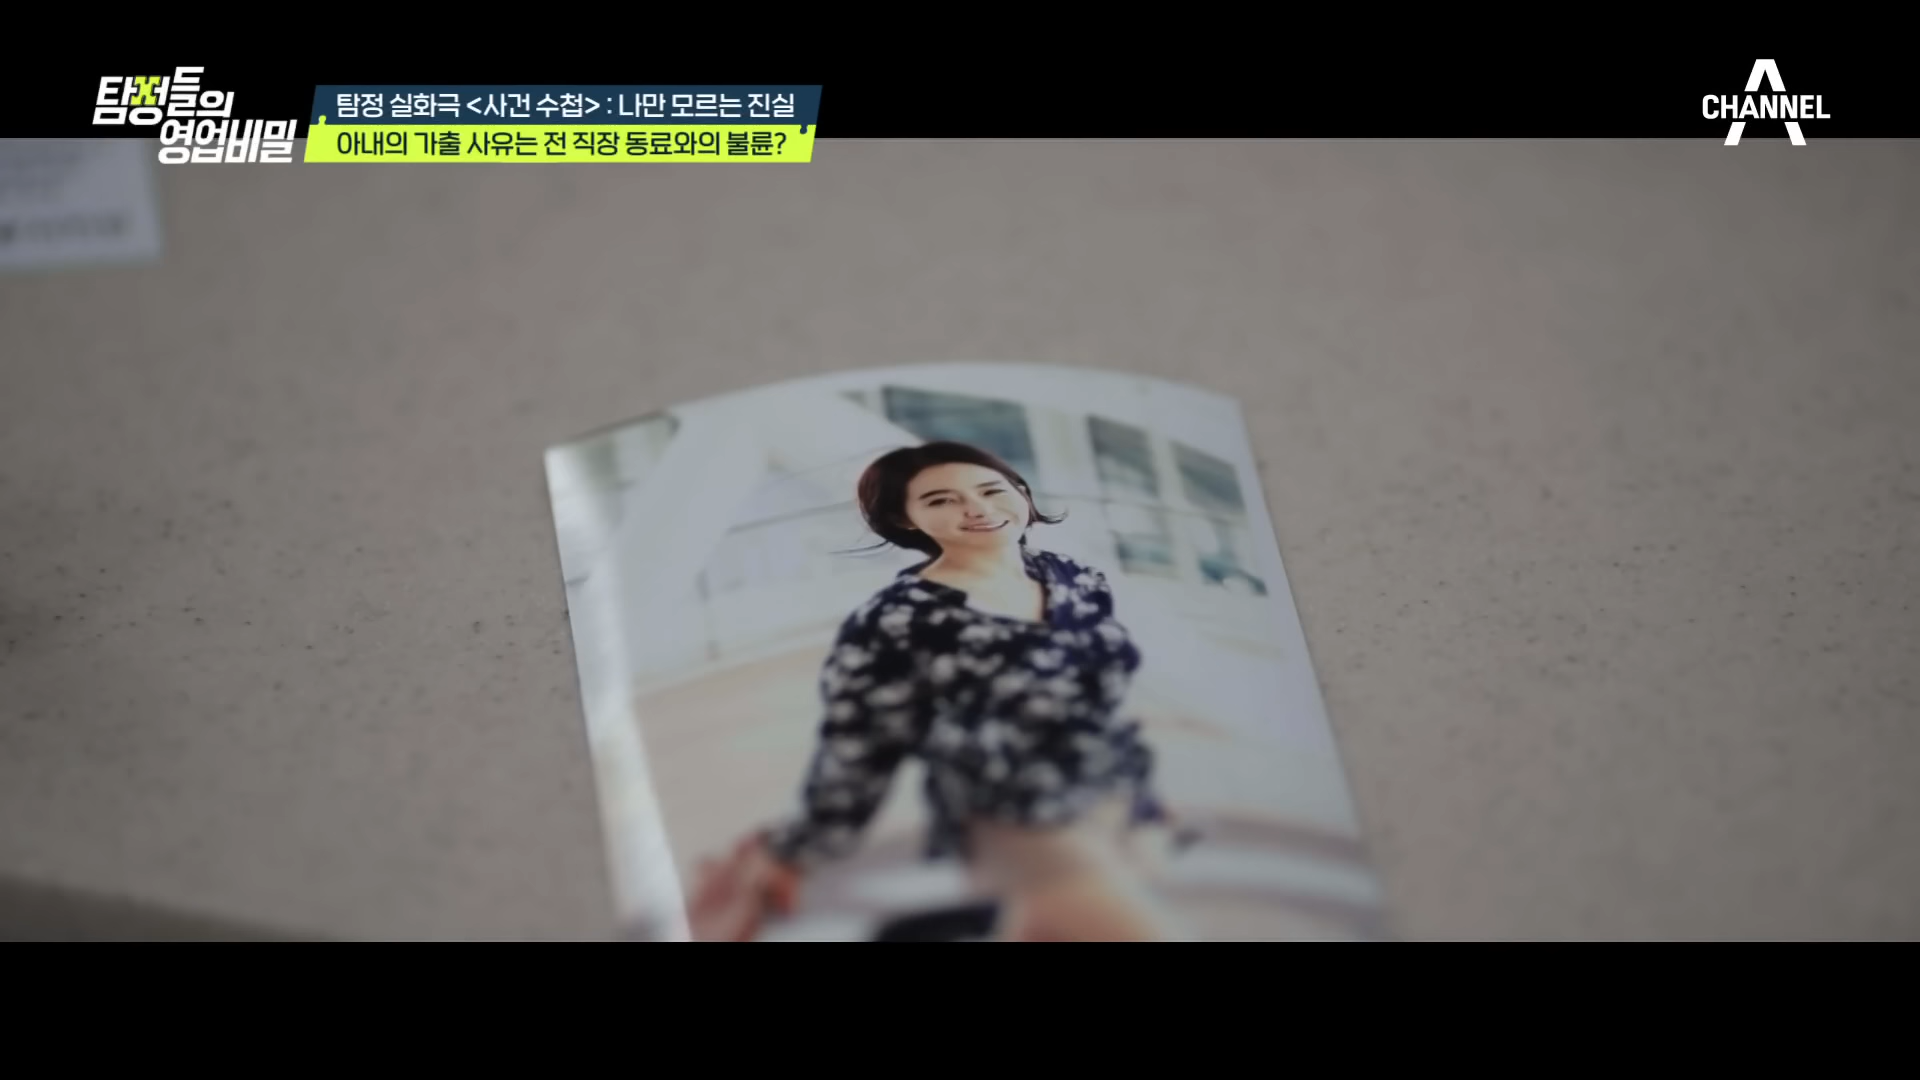 탐정들의
영업비밀
탐정 실화극 <사건 수첩> : 나만 모르는 진실
아내의 가출 사유는 전 직장 동료와의 불륜?
CHANNEL A